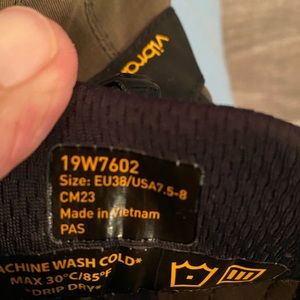 vibra
19W7602
Size: EU38/USA7.5-8
CM23
Made in Vietnam
PAS
ACHINE WASH COLD*
MAX 30°C/85°F
*DRIP DRY*